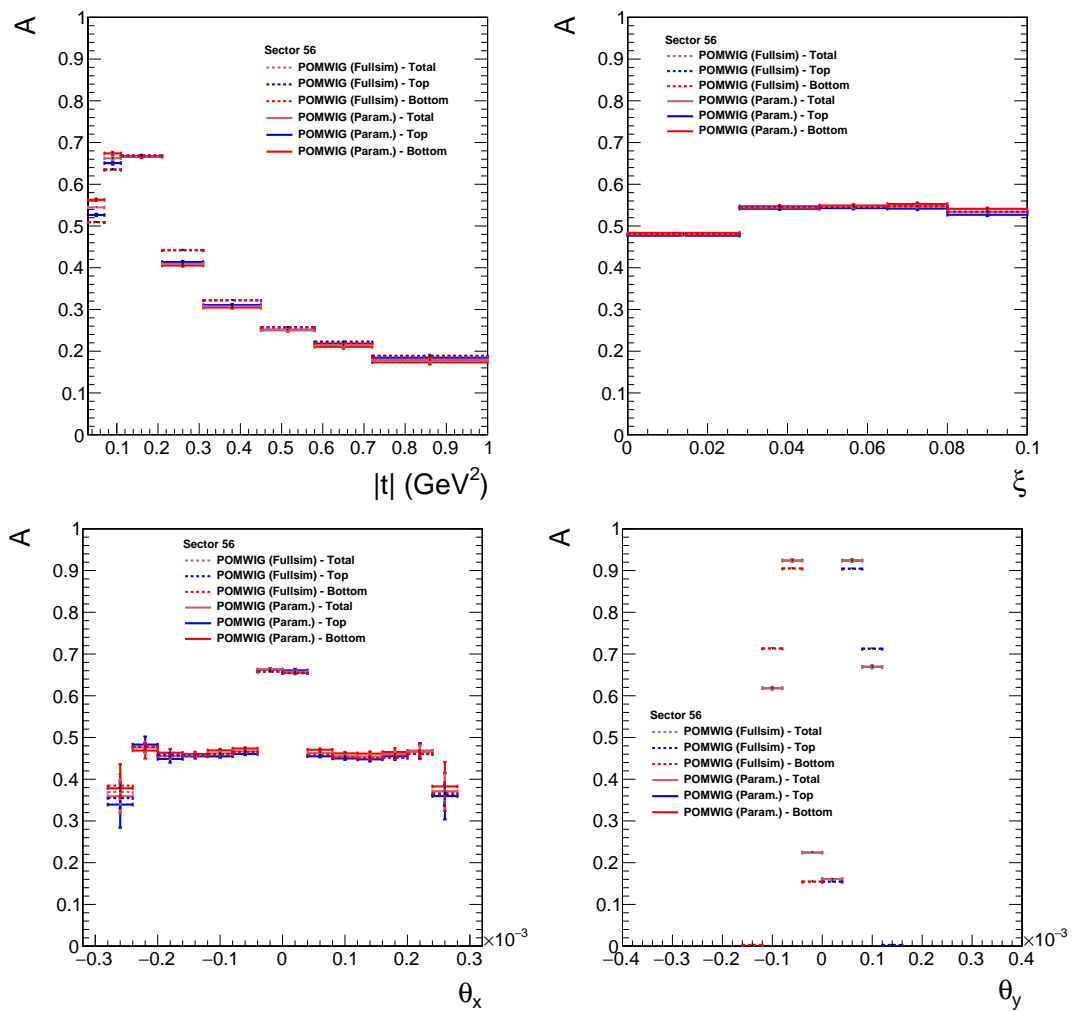 A
1
0.9
0.8
0.7
0.6
0.5
0.4
0.3
0.2
0.1
0
Sector 56
POMWIG (Fullsim) - Total
POMWIG (Fullsim) - Top
POMWIG (Fullsim) - Bottom
POMWIG (Param.) - Total
POMWIG (Param.) - Top
POMWIG (Param.) - Bottom
0.1 0.2 0.3 0.4 0.5 0.6 0.7 0.8 0.9 1
|t| (GeV²)
A
1
0.9
0.8
0.7
0.6
0.5
0.4
0.3
0.2
0.1
0
Sector 56
POMWIG (Fullsim) - Total
POMWIG (Fullsim) - Top
POMWIG (Fullsim) - Bottom
POMWIG (Param.) - Total
POMWIG (Param.) - Top
POMWIG (Param.) - Bottom
0 0.02 0.04 0.06 0.08 0.1
ξ
A
1
0.9
0.8
0.7
0.6
0.5
0.4
0.3
0.2
0.1
0
Sector 56
POMWIG (Fullsim) - Total
POMWIG (Fullsim) - Top
POMWIG (Fullsim) - Bottom
POMWIG (Param.) - Total
POMWIG (Param.) - Top
POMWIG (Param.) - Bottom
×10⁻³
−0.3 −0.2 −0.1 0 0.1 0.2 0.3
θₓ
A
1
0.9
0.8
0.7
0.6
0.5
0.4
0.3
0.2
0.1
0
Sector 56
POMWIG (Fullsim) - Total
POMWIG (Fullsim) - Top
POMWIG (Fullsim) - Bottom
POMWIG (Param.) - Total
POMWIG (Param.) - Top
POMWIG (Param.) - Bottom
×10⁻³
−0.4 −0.3 −0.2 −0.1 0 0.1 0.2 0.3 0.4
θ_y